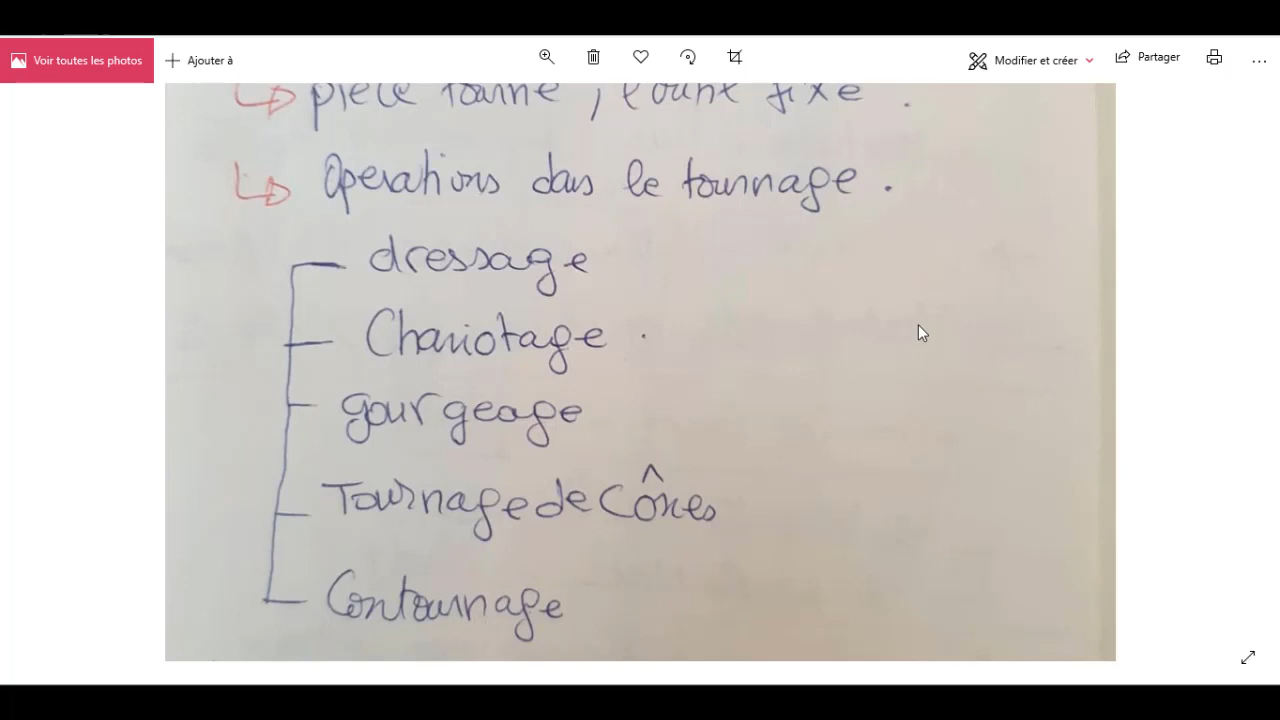 Voir toutes les photos
Ajouter à
Modifier et créer
Partager
pièce tourne, l'outil fixe.
Operations dans le tournage.
dressage
Chariotage.
gourgeage
Tournage de Cônes
Contournage